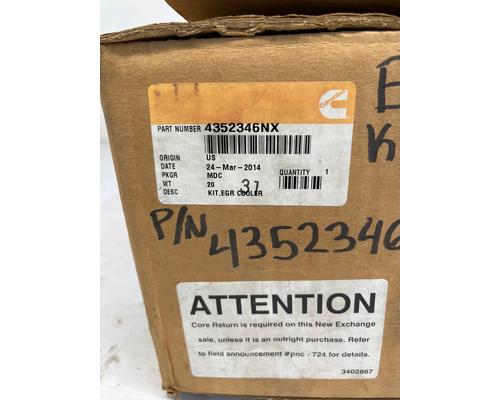 Cummins
PART NUMBER 4352346NX
ORIGIN US
DATE 24-Mar-2014
PKGR MDC QUANTITY 1
WT 20 31
DESC KIT,EGR COOLER
E
K
P/N 4352346
ATTENTION
Core Return is required on this New Exchange
sale, unless it is an outright purchase. Refer
to field announcement #pnc - 724 for details.
3402867